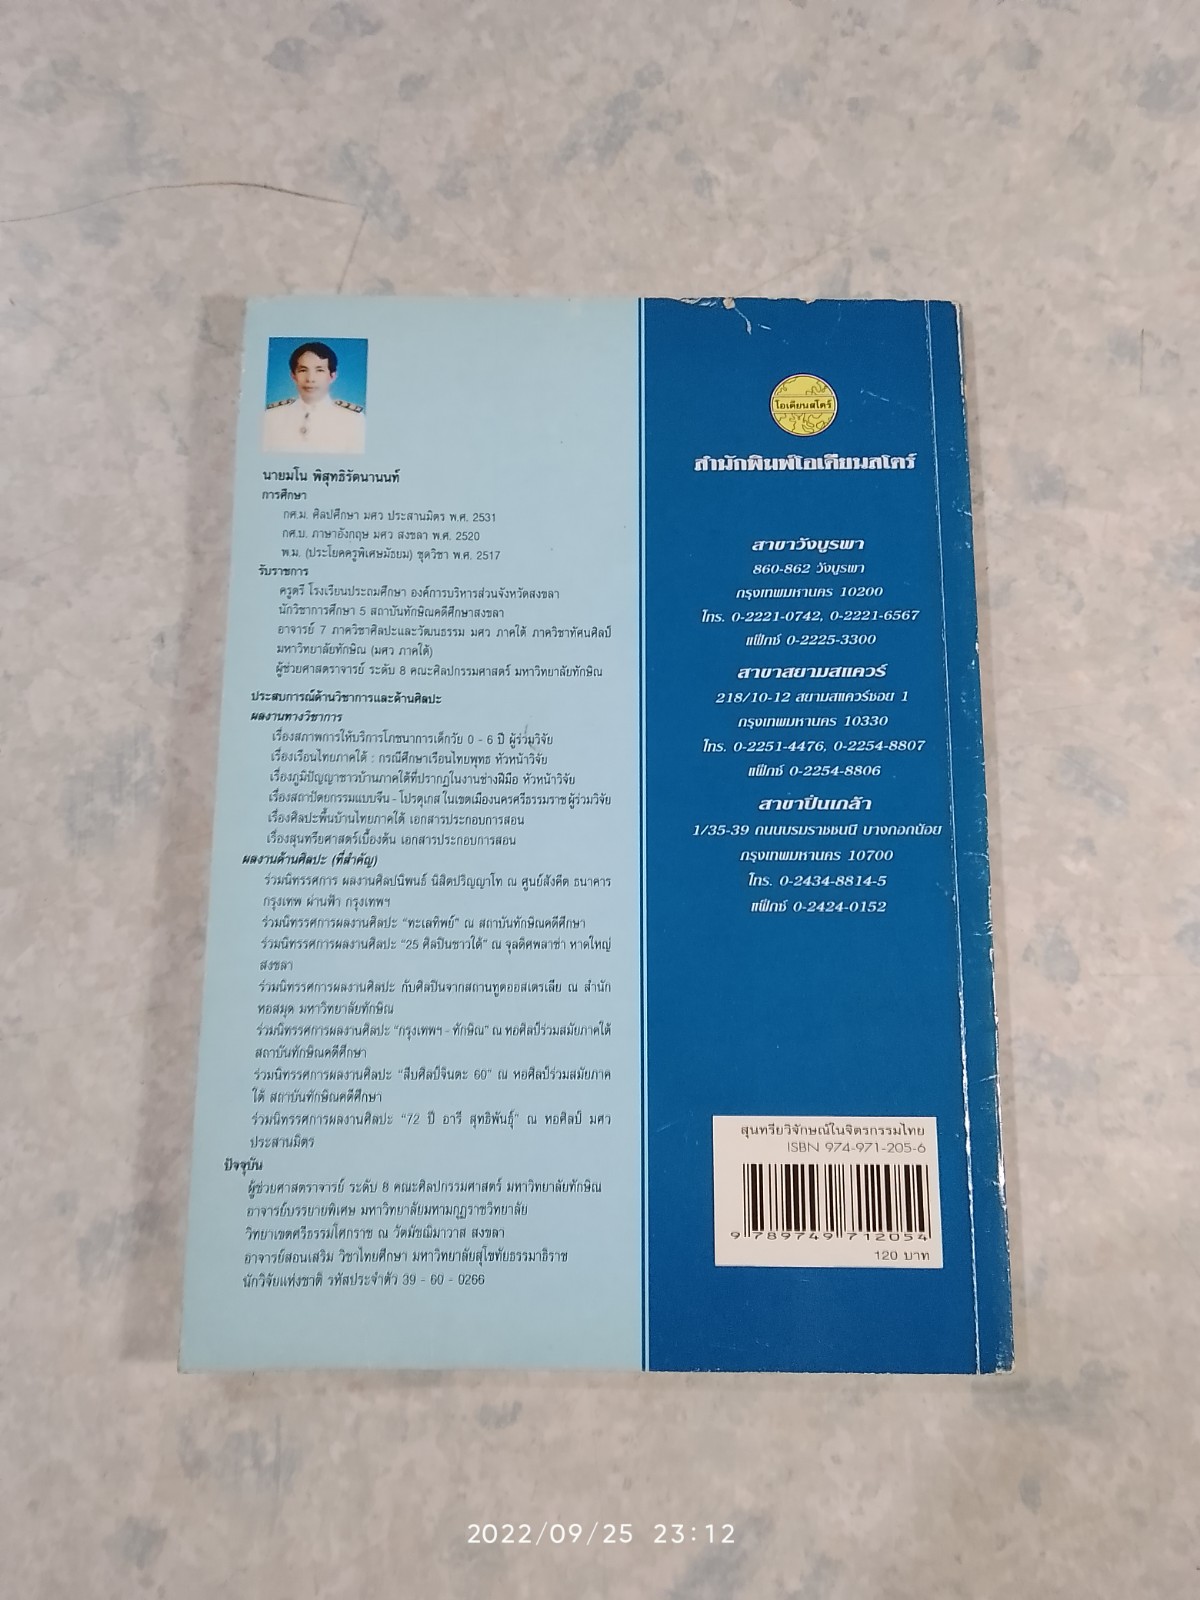 นายมโน พิสุทธิรัตนานนท์
การศึกษา
กศ.ม. ศิลปศึกษา มศว ประสานมิตร พ.ศ. 2531
กศ.บ. ภาษาอังกฤษ มศว สงขลา พ.ศ. 2520
พ.ม. (ประโยคครูพิเศษมัธยม) ชุดวิชา พ.ศ. 2517
รับราชการ
ครูตรี โรงเรียนประถมศึกษา องค์การบริหารส่วนจังหวัดสงขลา
นักวิชาการศึกษา 5 สถาบันทักษิณคดีศึกษาสงขลา
อาจารย์ 7 ภาควิชาศิลปะและวัฒนธรรม มศว ภาคใต้ ภาควิชาทัศนศิลป์
มหาวิทยาลัยทักษิณ (มศว ภาคใต้)
ผู้ช่วยศาสตราจารย์ ระดับ 8 คณะศิลปกรรมศาสตร์ มหาวิทยาลัยทักษิณ
ประสบการณ์ด้านวิชาการและด้านศิลปะ
ผลงานทางวิชาการ
เรื่องสภาพการให้บริการโภชนาการเด็กวัย 0 - 6 ปี ผู้ร่วมวิจัย
เรื่องเรือนไทยภาคใต้ : กรณีศึกษาเรือนไทยพุทธ หัวหน้าวิจัย
เรื่องภูมิปัญญาชาวบ้านภาคใต้ที่ปรากฏในงานช่างฝีมือ หัวหน้าวิจัย
เรื่องสถาปัตยกรรมแบบจีน - โปรตุเกส ในเขตเมืองนครศรีธรรมราช ผู้ร่วมวิจัย
เรื่องศิลปะพื้นบ้านไทยภาคใต้ เอกสารประกอบการสอน
เรื่องสุนทรียศาสตร์เบื้องต้น เอกสารประกอบการสอน
ผลงานด้านศิลปะ (ที่สำคัญ)
ร่วมนิทรรศการ ผลงานศิลปนิพนธ์ นิสิตปริญญาโท ณ ศูนย์สังคีต ธนาคาร
กรุงเทพ ผ่านฟ้า กรุงเทพฯ
ร่วมนิทรรศการผลงานศิลปะ "ทะเลทิพย์" ณ สถาบันทักษิณคดีศึกษา
ร่วมนิทรรศการผลงานศิลปะ "25 ศิลปินชาวใต้" ณ จุลดิศพลาซ่า หาดใหญ่
สงขลา
ร่วมนิทรรศการผลงานศิลปะ กับศิลปินจากสถานทูตออสเตรเลีย ณ สำนัก
หอสมุด มหาวิทยาลัยทักษิณ
ร่วมนิทรรศการผลงานศิลปะ "กรุงเทพฯ - ทักษิณ" ณ หอศิลป์ร่วมสมัยภาคใต้
สถาบันทักษิณคดีศึกษา
ร่วมนิทรรศการผลงานศิลปะ "สืบศิลป์จินตะ 60" ณ หอศิลป์ร่วมสมัยภาค
ใต้ สถาบันทักษิณคดีศึกษา
ร่วมนิทรรศการผลงานศิลปะ "72 ปี อารี สุทธิพันธุ์" ณ หอศิลป์ มศว
ประสานมิตร
ปัจจุบัน
ผู้ช่วยศาสตราจารย์ ระดับ 8 คณะศิลปกรรมศาสตร์ มหาวิทยาลัยทักษิณ
อาจารย์บรรยายพิเศษ มหาวิทยาลัยมหามกุฏราชวิทยาลัย
วิทยาเขตศรีธรรมโศกราช ณ วัดมัชฌิมาวาส สงขลา
อาจารย์สอนเสริม วิชาไทยศึกษา มหาวิทยาลัยสุโขทัยธรรมาธิราช
นักวิจัยแห่งชาติ รหัสประจำตัว 39 - 60 - 0266
โอเดียนสโตร์
สำนักพิมพ์โอเดียนสโตร์
สาขาวังบูรพา
860-862 วังบูรพา
กรุงเทพมหานคร 10200
โทร. 0-2221-0742, 0-2221-6567
แฟ็กซ์ 0-2225-3300
สาขาสยามสแควร์
218/10-12 สยามสแควร์ซอย 1
กรุงเทพมหานคร 10330
โทร. 0-2251-4476, 0-2254-8807
แฟ็กซ์ 0-2254-8806
สาขาปิ่นเกล้า
1/35-39 ถนนบรมราชชนนี บางกอกน้อย
กรุงเทพมหานคร 10700
โทร. 0-2434-8814-5
แฟ็กซ์ 0-2424-0152
สุนทรียวิจักษณ์ในจิตรกรรมไทย
ISBN 974-971-205-6
9 789749 712054
120 บาท
2022/09/25 23:12